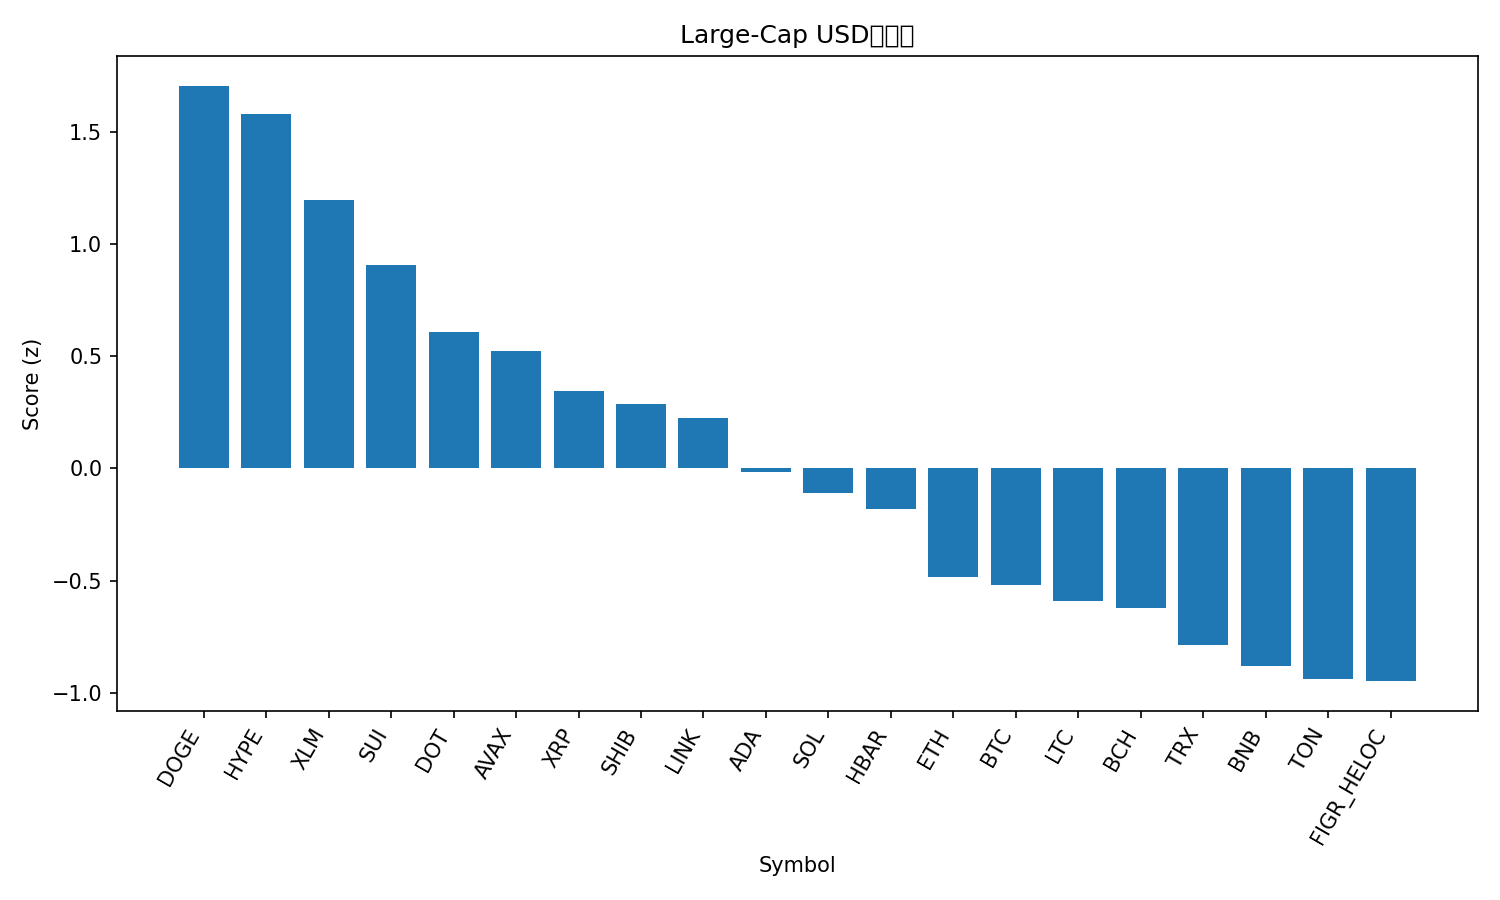 Large-Cap USD
Score (z)
1.5
1.0
0.5
0.0
−0.5
−1.0
DOGE
HYPE
XLM
SUI
DOT
AVAX
XRP
SHIB
LINK
ADA
SOL
HBAR
ETH
BTC
LTC
BCH
TRX
BNB
TON
FIGR_HELOC
Symbol